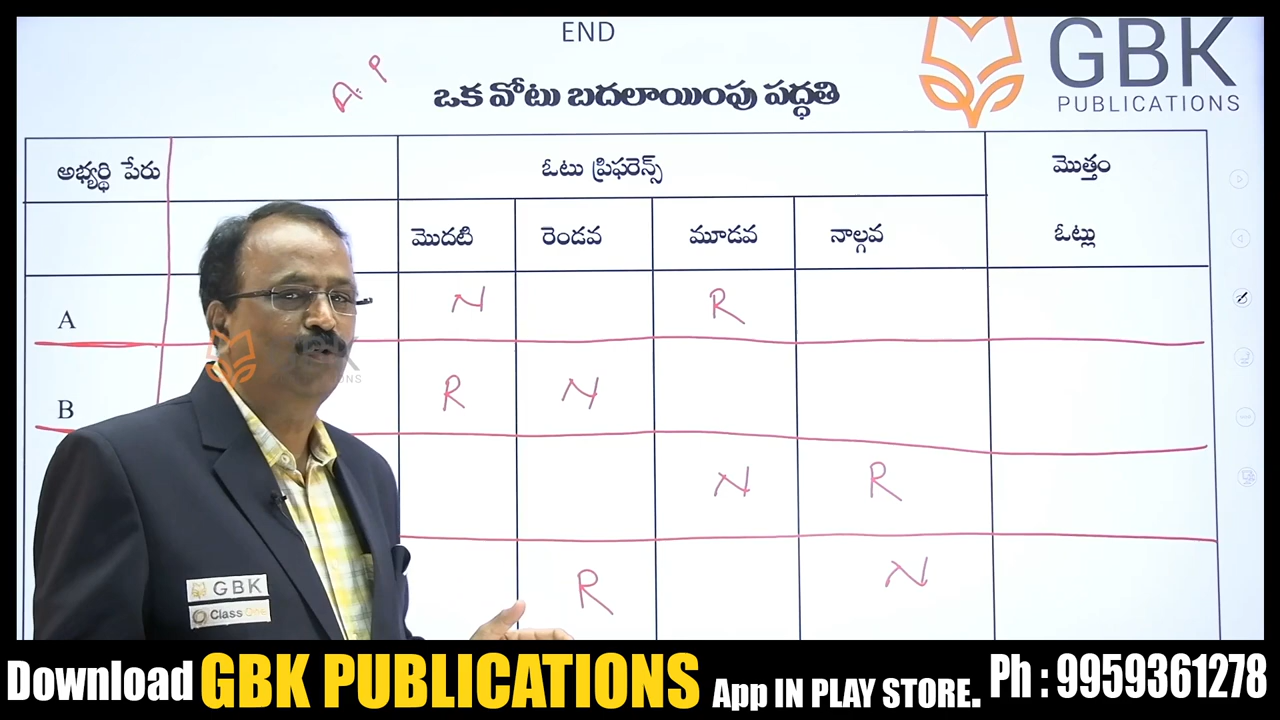 END
A.P
ఒక వోటు బదలాయింపు పద్ధతి
GBK
PUBLICATIONS
అభ్యర్థి పేరు ఓటు ప్రిఫరెన్స్ మొత్తం
మొదటి రెండవ మూడవ నాల్గవ ఓట్లు
A N R
B R N
N R
R N
GBK
Class One
Download GBK PUBLICATIONS App IN PLAY STORE. Ph : 9959361278